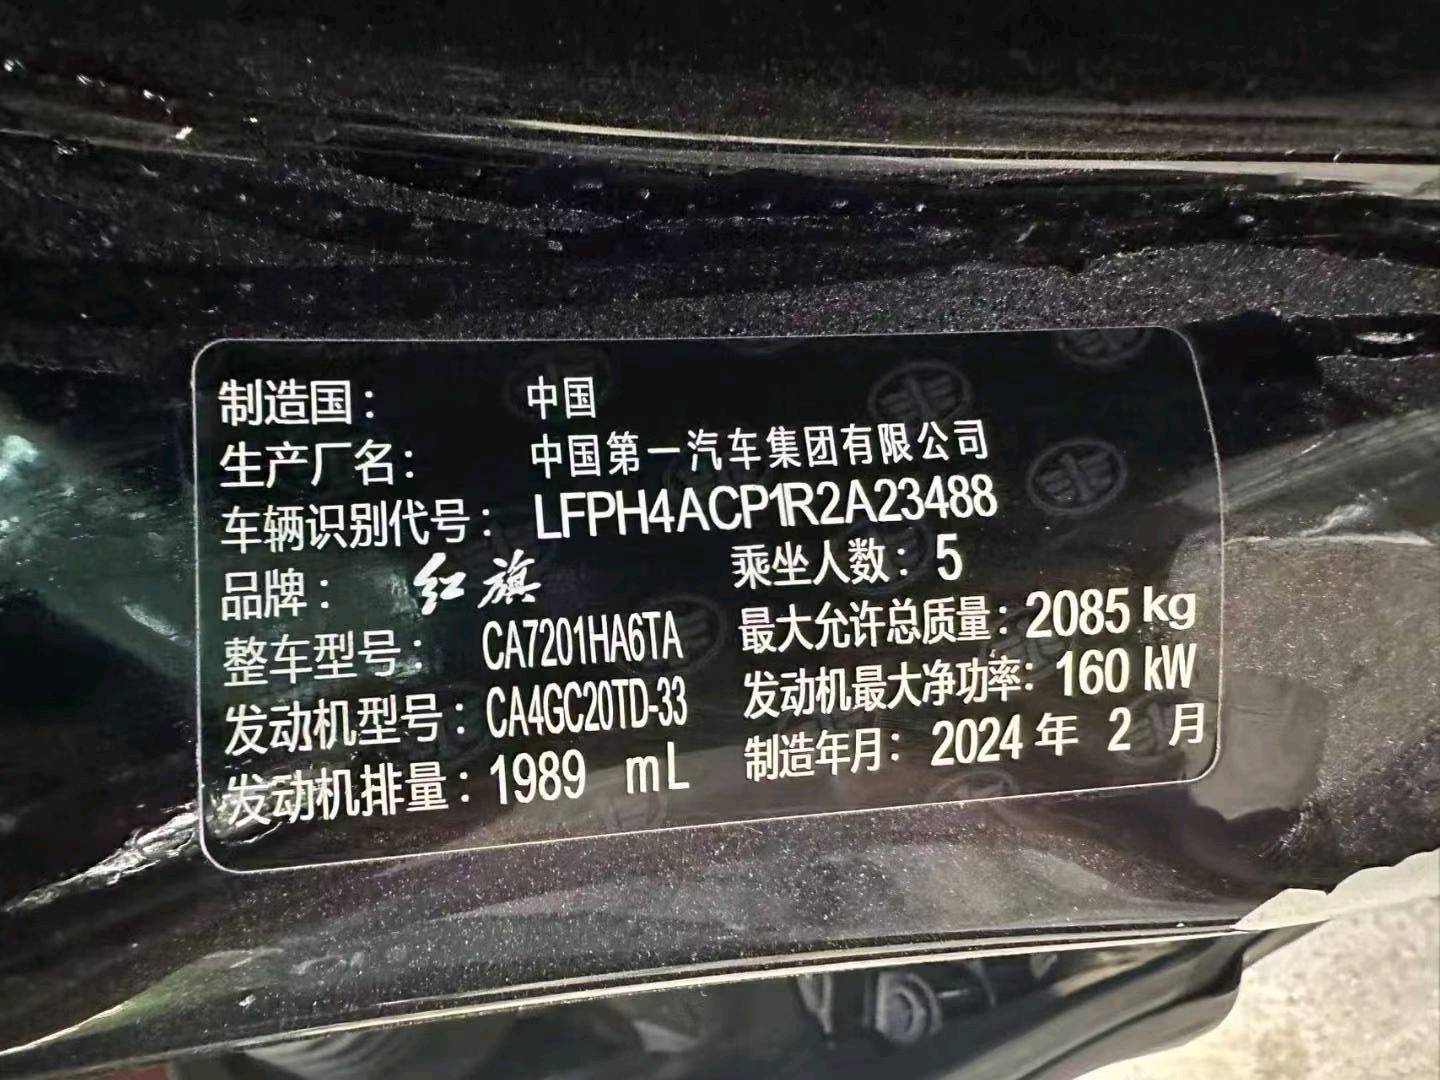 制造国： 中国
生产厂名： 中国第一汽车集团有限公司
车辆识别代号： LFPH4ACP1R2A23488
品牌： 红旗 乘坐人数：5
整车型号： CA7201HA6TA 最大允许总质量：2085 kg
发动机型号：CA4GC20TD-33 发动机最大净功率：160 kW
发动机排量：1989 mL 制造年月： 2024 年 2 月